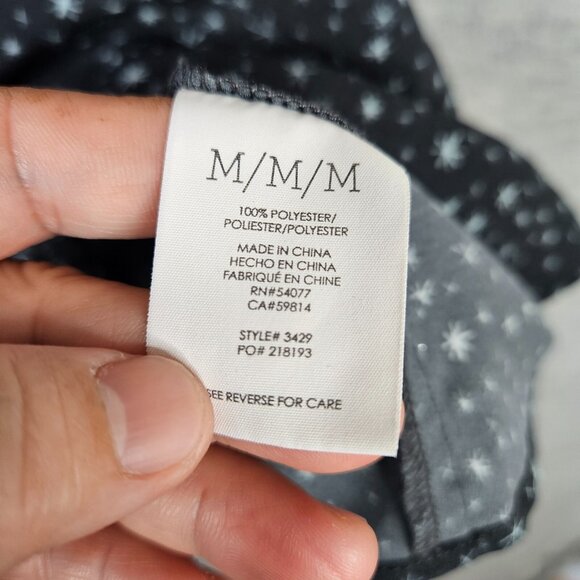 M/M/M
100% POLYESTER/
POLIESTER/POLYESTER
MADE IN CHINA
HECHO EN CHINA
FABRIQUÉ EN CHINE
RN#54077
CA#59814
STYLE# 3429
PO# 218193
SEE REVERSE FOR CARE